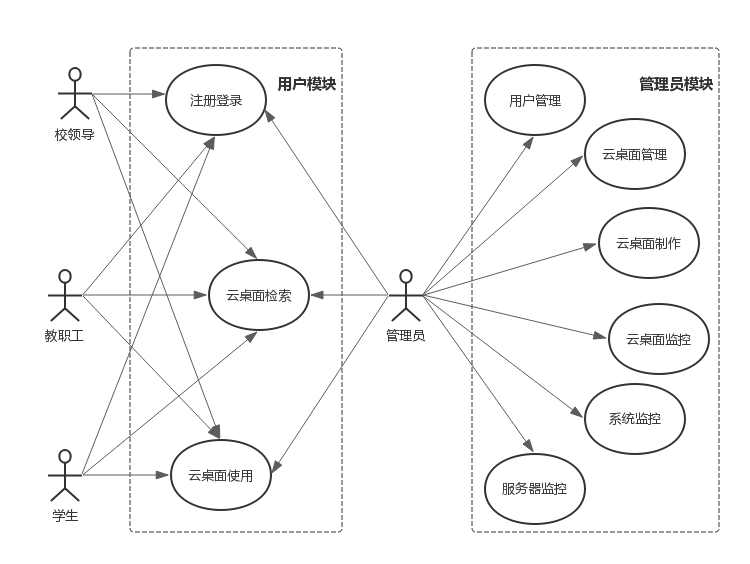 用户模块
管理员模块
注册登录
用户管理
校领导
云桌面管理
云桌面制作
云桌面检索
教职工
管理员
云桌面监控
系统监控
云桌面使用
服务器监控
学生